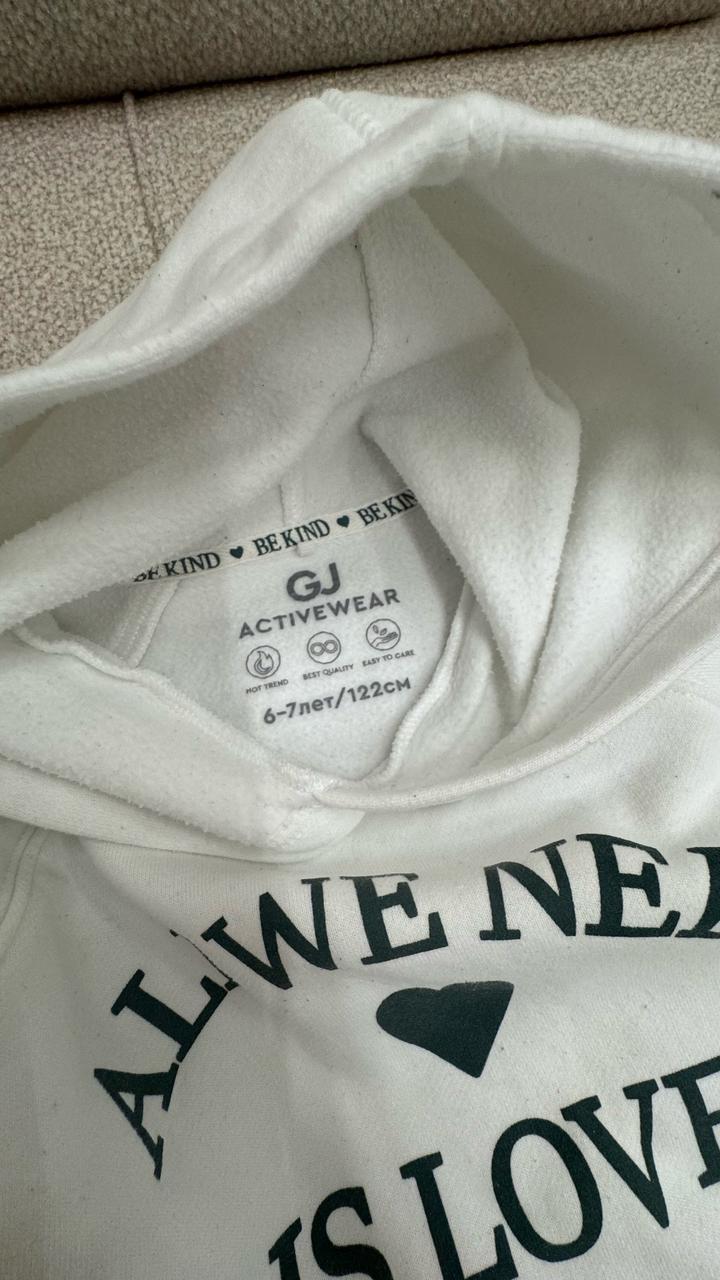 BE KIND ♥ BE KIND ♥ BE KIN
GJ
ACTIVEWEAR
HOT TREND BEST QUALITY EASY TO CARE
6-7лет/122см
ALL WE NEE
IS LOVE